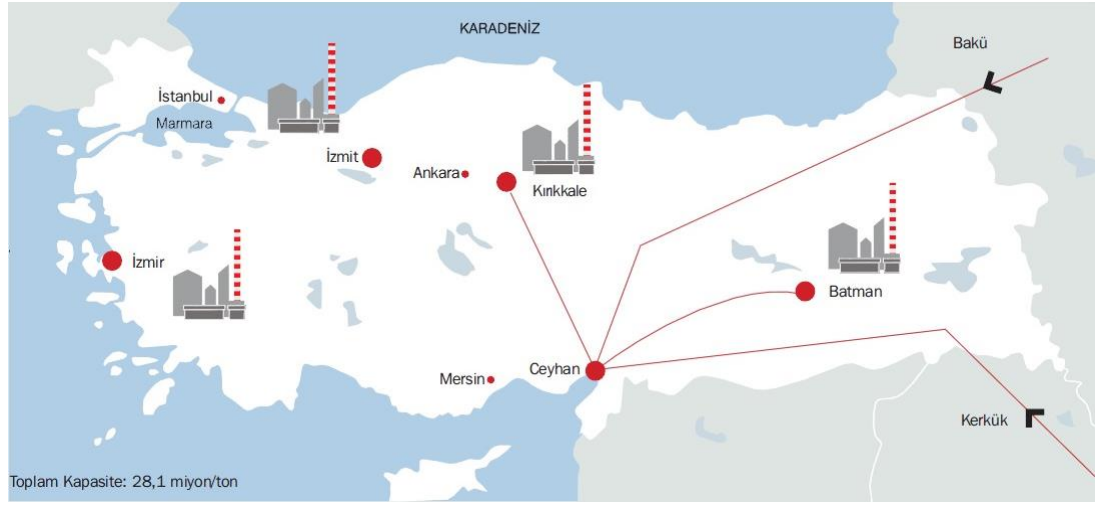 KARADENİZ
Bakü
İstanbul
Marmara
İzmit
Ankara
Kırıkkale
İzmir
Batman
Ceyhan
Mersin
Kerkük
Toplam Kapasite: 28,1 miyon/ton